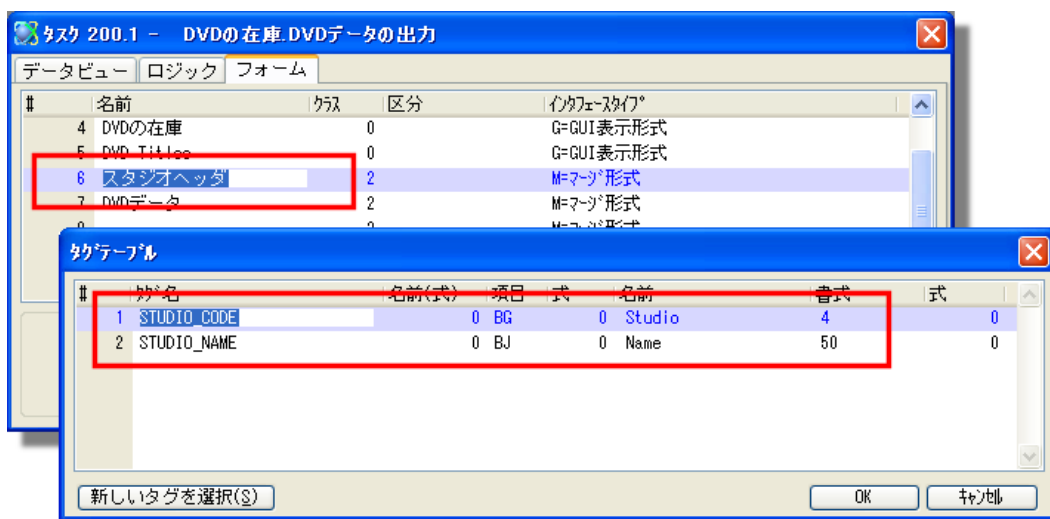 タスク 200.1 - DVDの在庫.DVDデータの出力
データビュー ロジック フォーム
# 名前 クラス 区分 インタフェースタイプ
4 DVDの在庫 0 G=GUI表示形式
5 DVD Titles 0 G=GUI表示形式
6 スタジオヘッダ 2 M=マージ形式
7 DVDデータ 2 M=マージ形式
タグテーブル
# タグ名 名前(式) 項目 式 名前 書式 式
1 STUDIO_CODE 0 BG 0 Studio 4 0
2 STUDIO_NAME 0 BJ 0 Name 50 0
新しいタグを選択(S) OK キャンセル